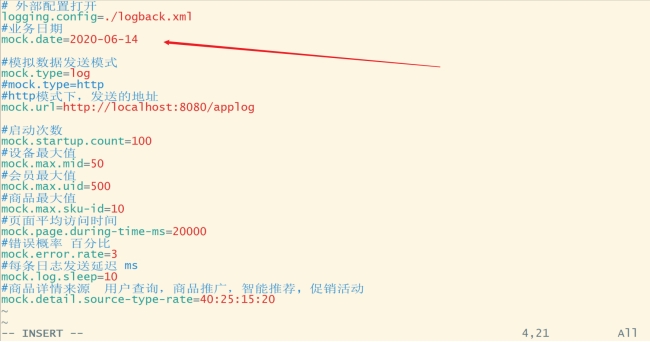 # 外部配置打开
logging.config=./logback.xml
#业务日期
mock.date=2020-06-14
#模拟数据发送模式
mock.type=log
#mock.type=http
#http模式下，发送的地址
mock.url=http://localhost:8080/applog
#启动次数
mock.startup.count=100
#设备最大值
mock.max.mid=50
#会员最大值
mock.max.uid=500
#商品最大值
mock.max.sku-id=10
#页面平均访问时间
mock.page.during-time-ms=20000
#错误概率 百分比
mock.error.rate=3
#每条日志发送延迟 ms
mock.log.sleep=10
#商品详情来源  用户查询，商品推广，智能推荐，促销活动
mock.detail.source-type-rate=40:25:15:20
~
~
-- INSERT -- 4,21 All